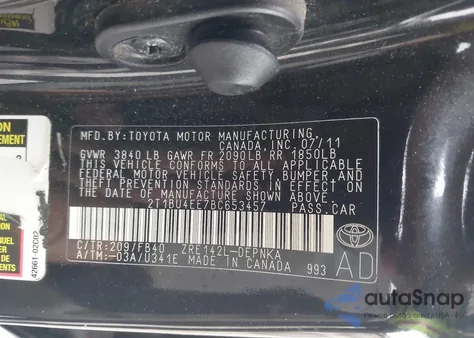 MFD.BY:TOYOTA MOTOR MANUFACTURING
CANADA, INC. 07/11
GVWR 3840 LB GAWR FR 2090LB RR 1850LB
THIS VEHICLE CONFORMS TO ALL APPLICABLE
FEDERAL MOTOR VEHICLE SAFETY, BUMPER, AND
THEFT PREVENTION STANDARDS IN EFFECT ON
THE DATE OF MANUFACTURE SHOWN ABOVE.
2T1BU4EE7BC653457 PASS.CAR
C/TR:209/FB40 ZRE142L-DEPNKA
A/TM:-03A/U341E MADE IN CANADA 993
AD
TOYOTA
42661-02C02
autoSnap